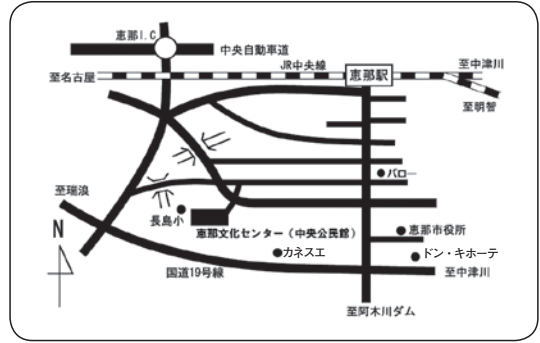 恵那I.C
中央自動車道
JR中央線
恵那駅
至中津川
至名古屋
至明智
バロー
至瑞浪
長島小
恵那文化センター（中央公民館）
恵那市役所
N
カネスエ
ドン・キホーテ
国道19号線
至中津川
至阿木川ダム